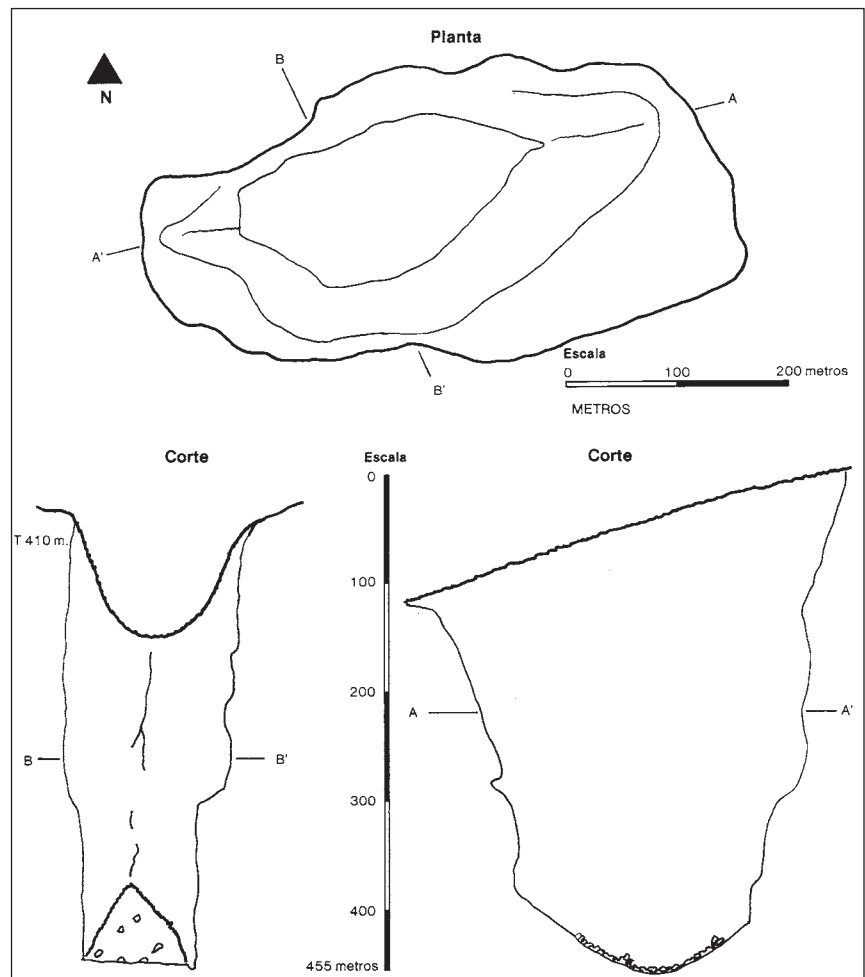 Planta
N
B
A
A'
B'
Escala
0 100 200 metros
METROS
Corte
T 410 m.
B
B'
Escala
0
100
200
300
400
455 metros
Corte
A
A'